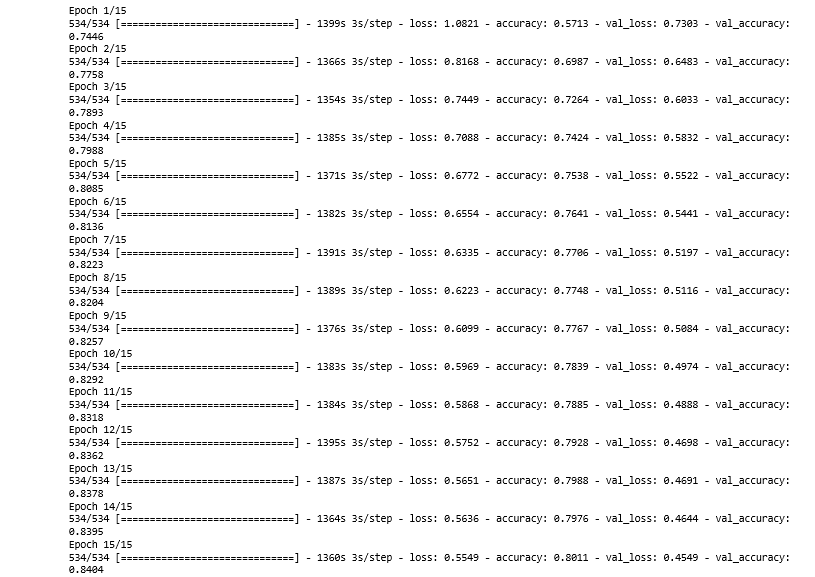 Epoch 1/15
534/534 [==============================] - 1399s 3s/step - loss: 1.0821 - accuracy: 0.5713 - val_loss: 0.7303 - val_accuracy:
0.7446
Epoch 2/15
534/534 [==============================] - 1366s 3s/step - loss: 0.8168 - accuracy: 0.6987 - val_loss: 0.6483 - val_accuracy:
0.7758
Epoch 3/15
534/534 [==============================] - 1354s 3s/step - loss: 0.7449 - accuracy: 0.7264 - val_loss: 0.6033 - val_accuracy:
0.7893
Epoch 4/15
534/534 [==============================] - 1385s 3s/step - loss: 0.7088 - accuracy: 0.7424 - val_loss: 0.5832 - val_accuracy:
0.7988
Epoch 5/15
534/534 [==============================] - 1371s 3s/step - loss: 0.6772 - accuracy: 0.7538 - val_loss: 0.5522 - val_accuracy:
0.8085
Epoch 6/15
534/534 [==============================] - 1382s 3s/step - loss: 0.6554 - accuracy: 0.7641 - val_loss: 0.5441 - val_accuracy:
0.8136
Epoch 7/15
534/534 [==============================] - 1391s 3s/step - loss: 0.6335 - accuracy: 0.7706 - val_loss: 0.5197 - val_accuracy:
0.8223
Epoch 8/15
534/534 [==============================] - 1389s 3s/step - loss: 0.6223 - accuracy: 0.7748 - val_loss: 0.5116 - val_accuracy:
0.8204
Epoch 9/15
534/534 [==============================] - 1376s 3s/step - loss: 0.6099 - accuracy: 0.7767 - val_loss: 0.5084 - val_accuracy:
0.8257
Epoch 10/15
534/534 [==============================] - 1383s 3s/step - loss: 0.5969 - accuracy: 0.7839 - val_loss: 0.4974 - val_accuracy:
0.8292
Epoch 11/15
534/534 [==============================] - 1384s 3s/step - loss: 0.5868 - accuracy: 0.7885 - val_loss: 0.4888 - val_accuracy:
0.8318
Epoch 12/15
534/534 [==============================] - 1395s 3s/step - loss: 0.5752 - accuracy: 0.7928 - val_loss: 0.4698 - val_accuracy:
0.8362
Epoch 13/15
534/534 [==============================] - 1387s 3s/step - loss: 0.5651 - accuracy: 0.7988 - val_loss: 0.4691 - val_accuracy:
0.8378
Epoch 14/15
534/534 [==============================] - 1364s 3s/step - loss: 0.5636 - accuracy: 0.7976 - val_loss: 0.4644 - val_accuracy:
0.8395
Epoch 15/15
534/534 [==============================] - 1360s 3s/step - loss: 0.5549 - accuracy: 0.8011 - val_loss: 0.4549 - val_accuracy:
0.8404